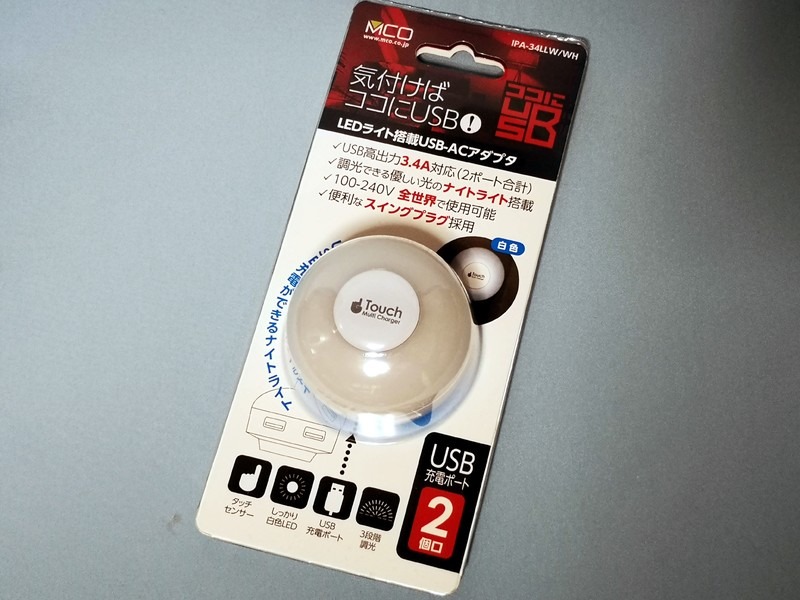 MCO
www.mco.co.jp
IPA-34LLW/WH
気付けば
ココにUSB!
ココに
USB
LEDライト搭載USB-ACアダプタ
✓USB高出力3.4A対応(2ポート合計)
✓調光できる優しい光のナイトライト搭載
✓100-240V 全世界で使用可能
✓便利なスイングプラグ採用
白色
Touch
Multi Charger
USB充電ができるナイトライト
USB
充電ポート
2
個口
タッチ
センサー
しっかり
白色LED
USB
充電ポート
3段階
調光